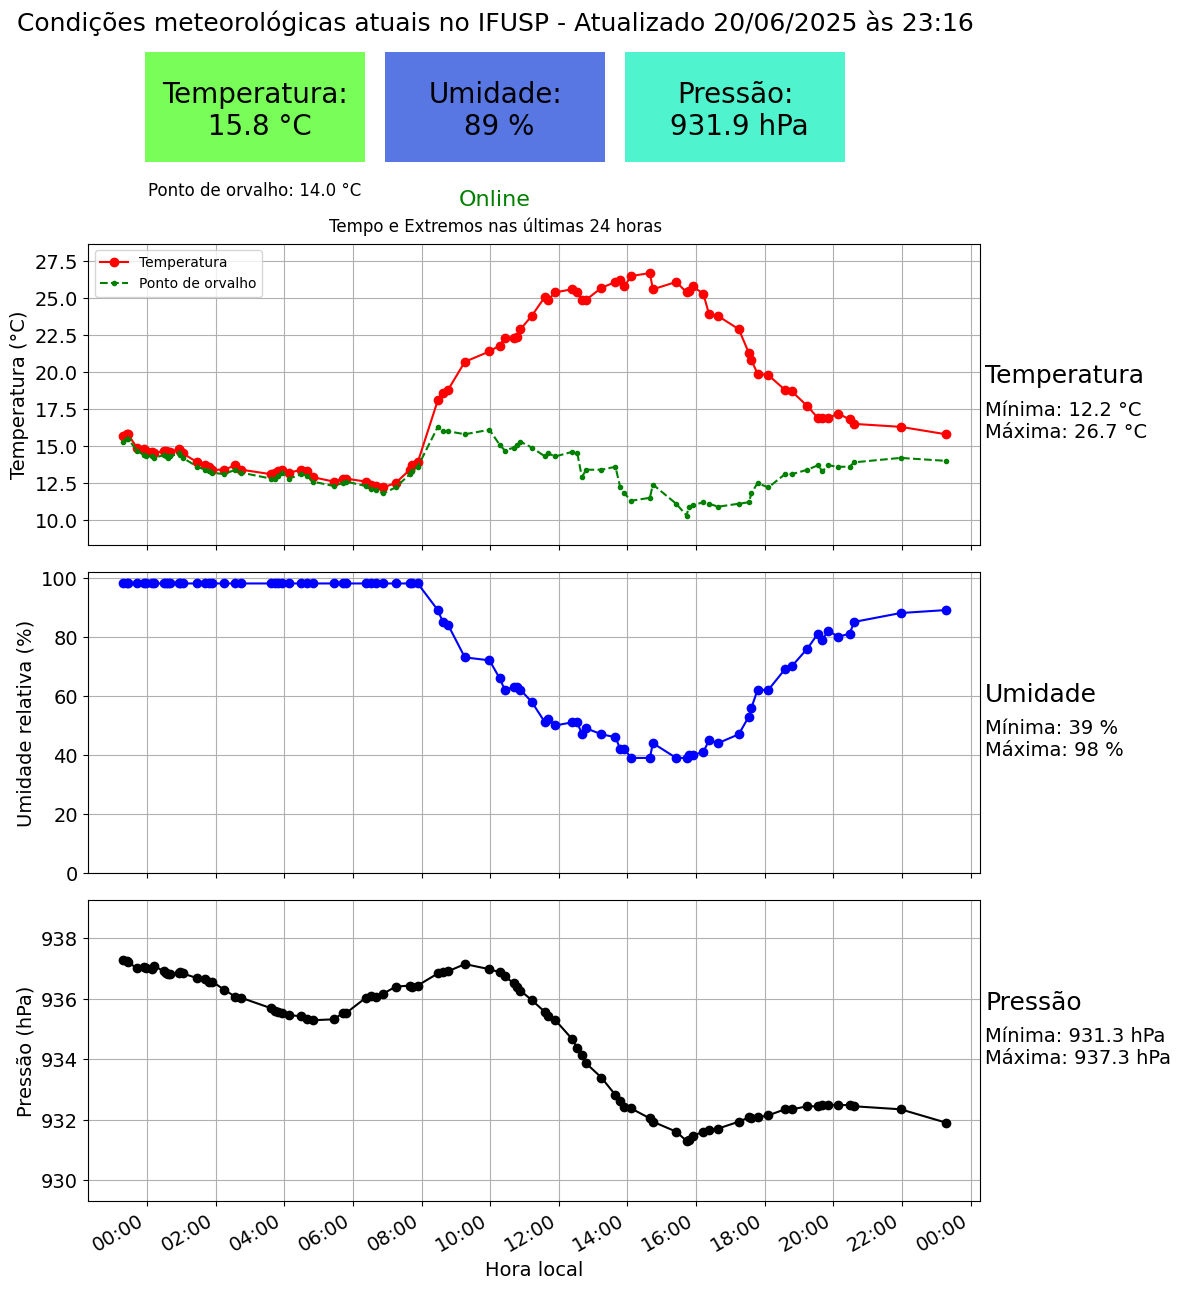 Condições meteorológicas atuais no IFUSP - Atualizado 20/06/2025 às 23:16
Temperatura:
15.8 °C
Umidade:
89 %
Pressão:
931.9 hPa
Ponto de orvalho: 14.0 °C
Online
Tempo e Extremos nas últimas 24 horas
Temperatura
Ponto de orvalho
27.5
25.0
22.5
20.0
17.5
15.0
12.5
10.0
Temperatura (°C)
Temperatura
Mínima: 12.2 °C
Máxima: 26.7 °C
100
80
60
40
20
0
Umidade relativa (%)
Umidade
Mínima: 39 %
Máxima: 98 %
938
936
934
932
930
Pressão (hPa)
Pressão
Mínima: 931.3 hPa
Máxima: 937.3 hPa
00:00 02:00 04:00 06:00 08:00 10:00 12:00 14:00 16:00 18:00 20:00 22:00 00:00
Hora local